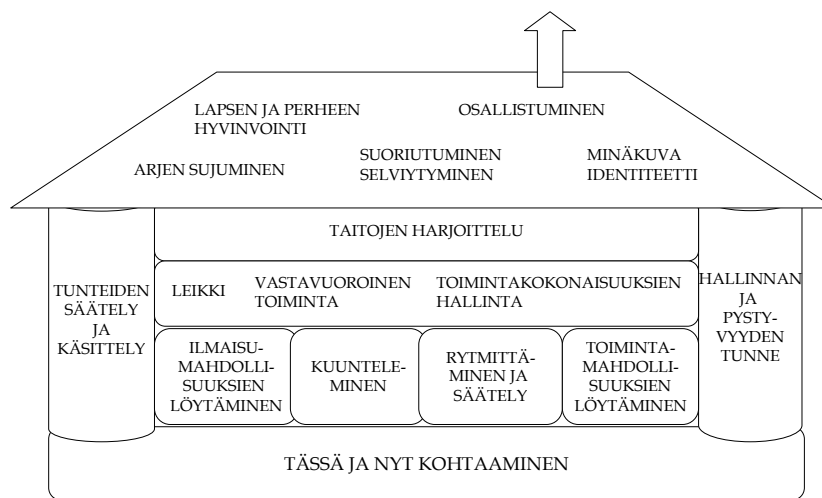 LAPSEN JA PERHEEN
HYVINVOINTI
OSALLISTUMINEN
ARJEN SUJUMINEN
SUORIUTUMINEN
SELVIYTYMINEN
MINÄKUVA
IDENTITEETTI
TAITOJEN HARJOITTELU
TUNTEIDEN
SÄÄTELY
JA
KÄSITTELY
LEIKKI
VASTAVUOROINEN
TOIMINTA
TOIMINTAKOKONAISUUKSIEN
HALLINTA
HALLINNAN
JA
PYSTY-
VYYDEN
TUNNE
ILMAISU-
MAHDOLLI-
SUUKSIEN
LÖYTÄMINEN
KUUNTELE-
MINEN
RYTMITTÄ-
MINEN JA
SÄÄTELY
TOIMINTA-
MAHDOLLI-
SUUKSIEN
LÖYTÄMINEN
TÄSSÄ JA NYT KOHTAAMINEN